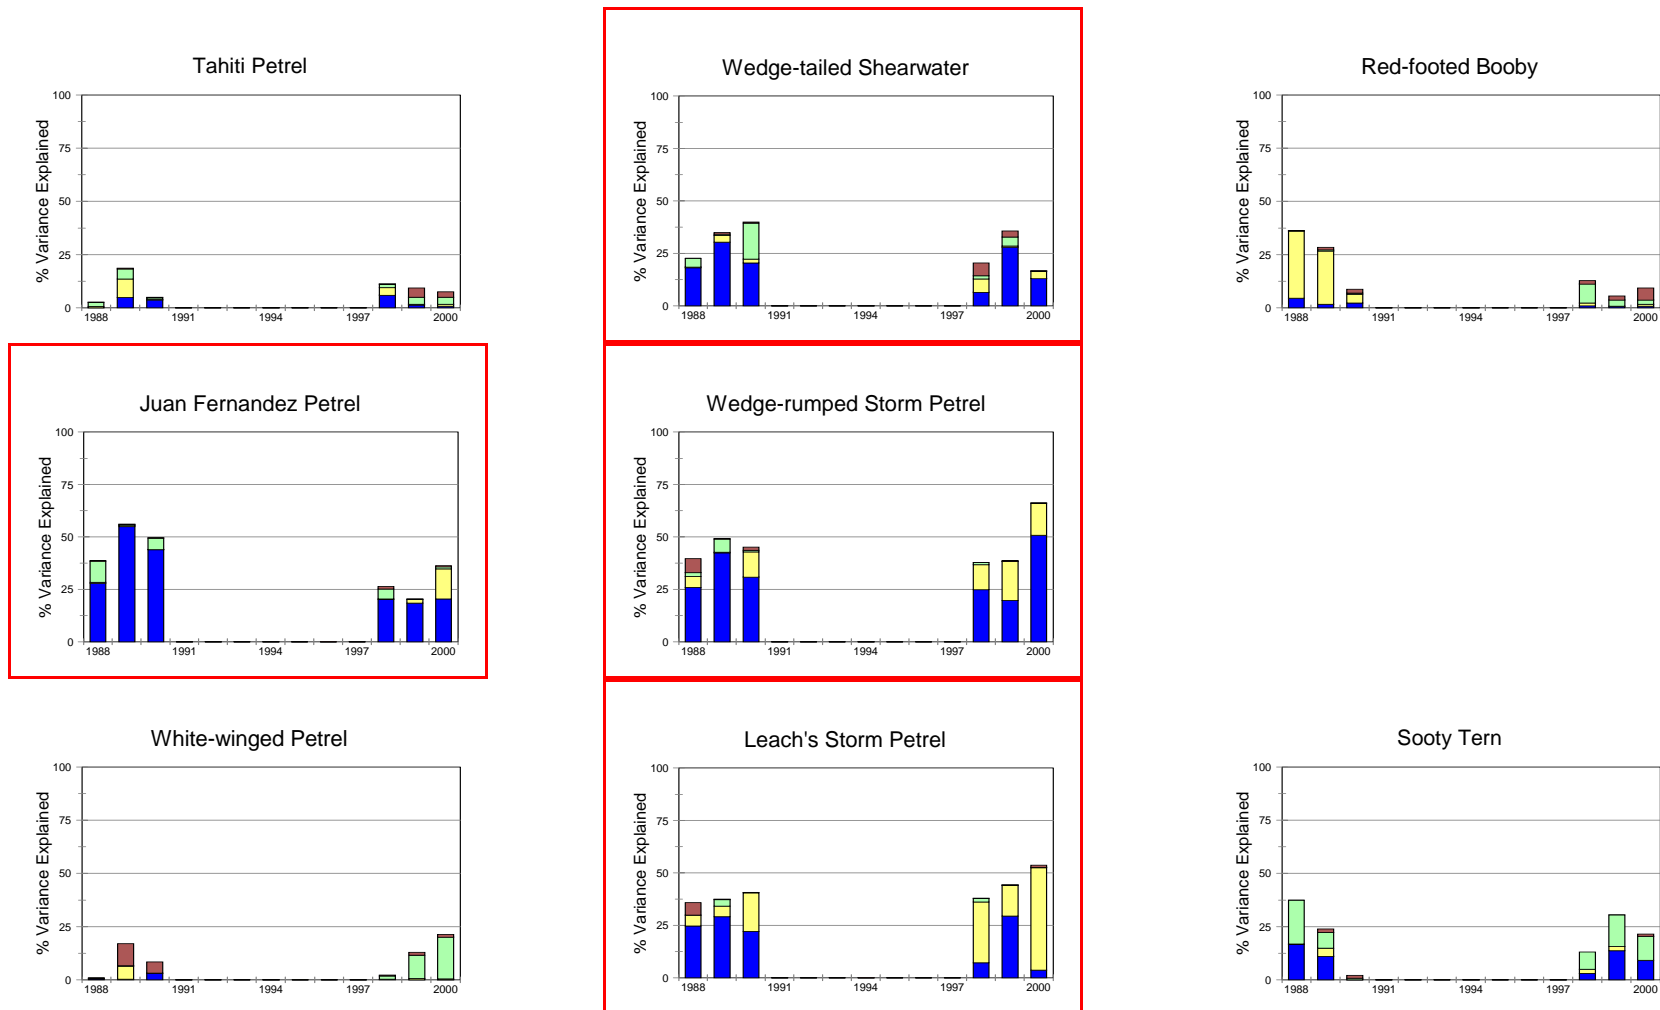 Tahiti Petrel
% Variance Explained
100
75
50
25
0
1988 1991 1994 1997 2000
Wedge-tailed Shearwater
% Variance Explained
100
75
50
25
0
1988 1991 1994 1997 2000
Red-footed Booby
% Variance Explained
100
75
50
25
0
1988 1991 1994 1997 2000
Juan Fernandez Petrel
% Variance Explained
100
75
50
25
0
1988 1991 1994 1997 2000
Wedge-rumped Storm Petrel
% Variance Explained
100
75
50
25
0
1988 1991 1994 1997 2000
White-winged Petrel
% Variance Explained
100
75
50
25
0
1988 1991 1994 1997 2000
Leach's Storm Petrel
% Variance Explained
100
75
50
25
0
1988 1991 1994 1997 2000
Sooty Tern
% Variance Explained
100
75
50
25
0
1988 1991 1994 1997 2000